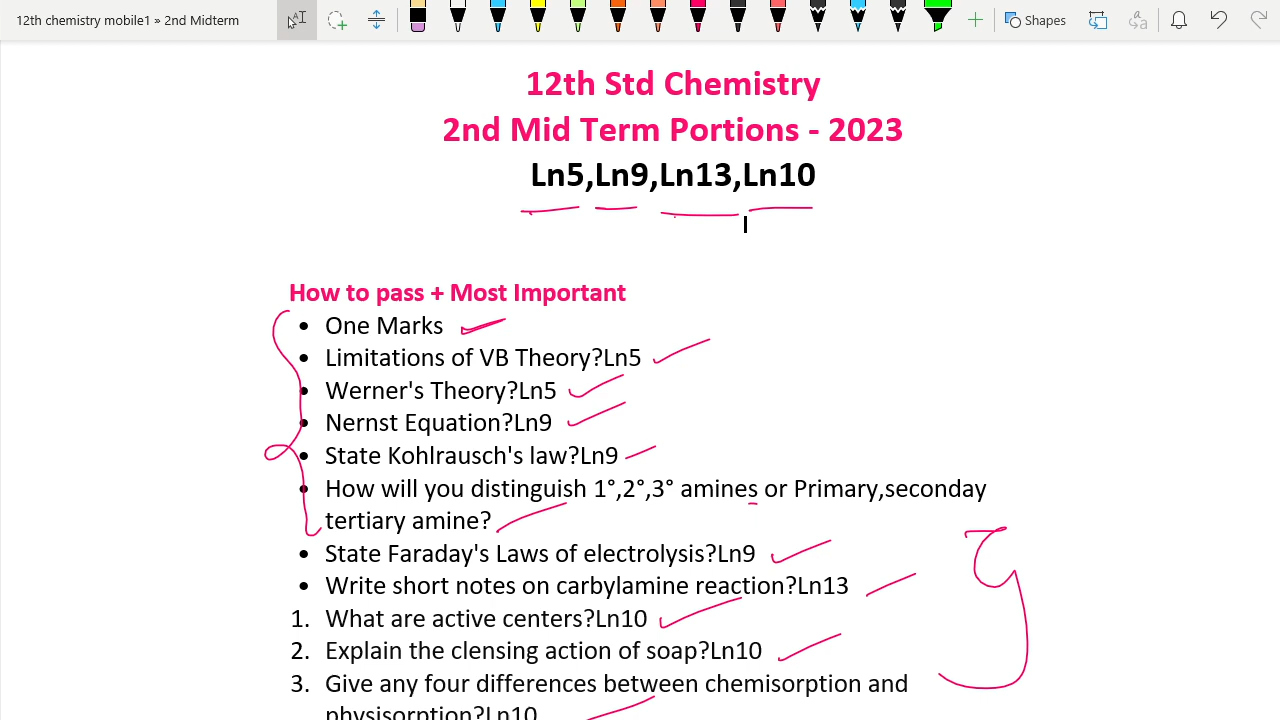 12th chemistry mobile1 » 2nd Midterm
Shapes
12th Std Chemistry
2nd Mid Term Portions - 2023
Ln5,Ln9,Ln13,Ln10
How to pass + Most Important
• One Marks
• Limitations of VB Theory?Ln5
• Werner's Theory?Ln5
• Nernst Equation?Ln9
• State Kohlrausch's law?Ln9
• How will you distinguish 1°,2°,3° amines or Primary,seconday
tertiary amine?
• State Faraday's Laws of electrolysis?Ln9
• Write short notes on carbylamine reaction?Ln13
1. What are active centers?Ln10
2. Explain the clensing action of soap?Ln10
3. Give any four differences between chemisorption and
physisorption?Ln10